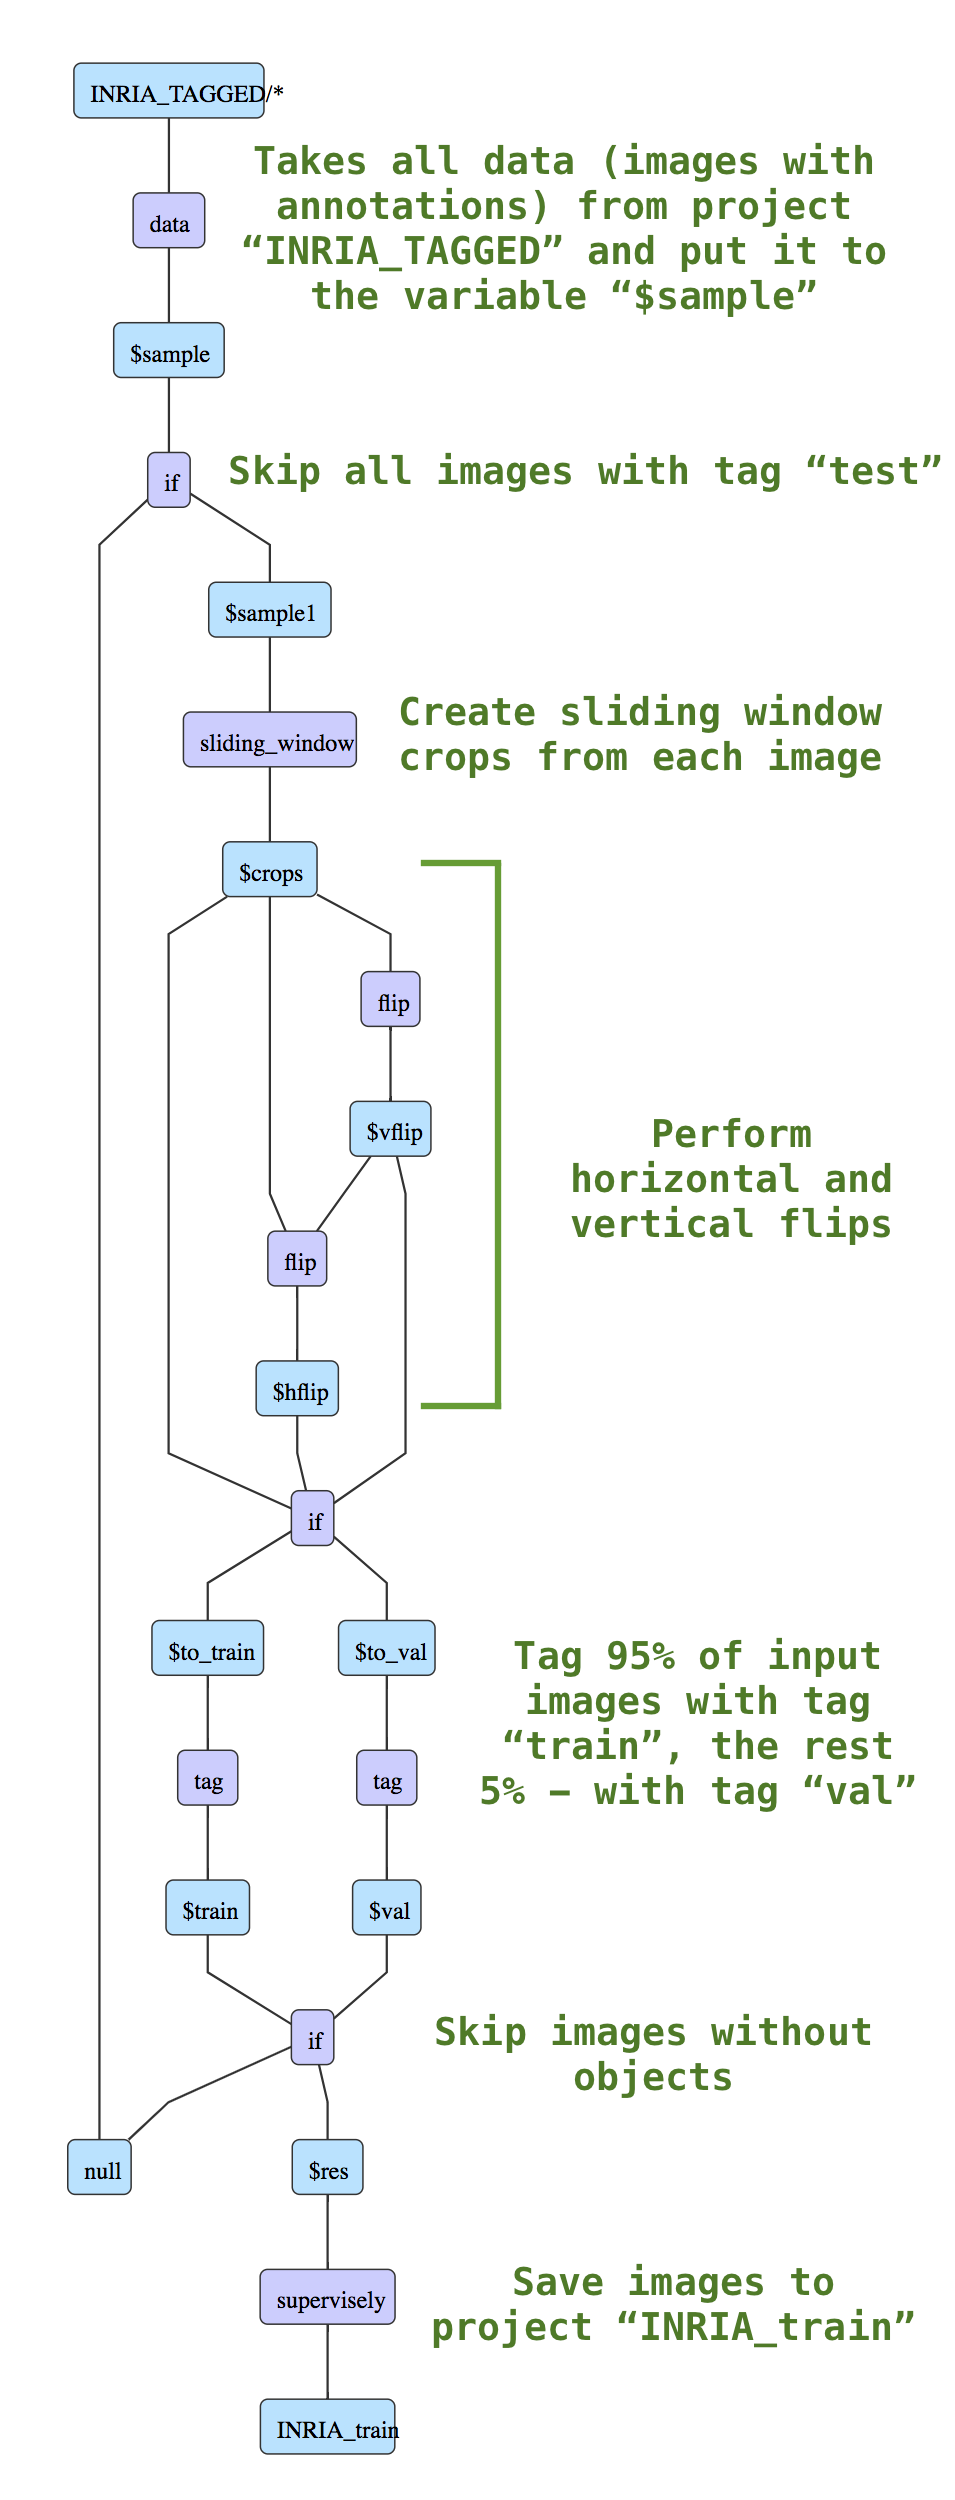 INRIA_TAGGED/*
Takes all data (images with
annotations) from project
“INRIA_TAGGED” and put it to
the variable “$sample”
data
$sample
if
Skip all images with tag “test”
$sample1
sliding_window
Create sliding window
crops from each image
$crops
flip
$vflip
Perform
horizontal and
vertical flips
flip
$hflip
if
$to_train
$to_val
Tag 95% of input
images with tag
“train”, the rest
5% – with tag “val”
tag
tag
$train
$val
if
Skip images without
objects
null
$res
supervisely
Save images to
project “INRIA_train”
INRIA_train